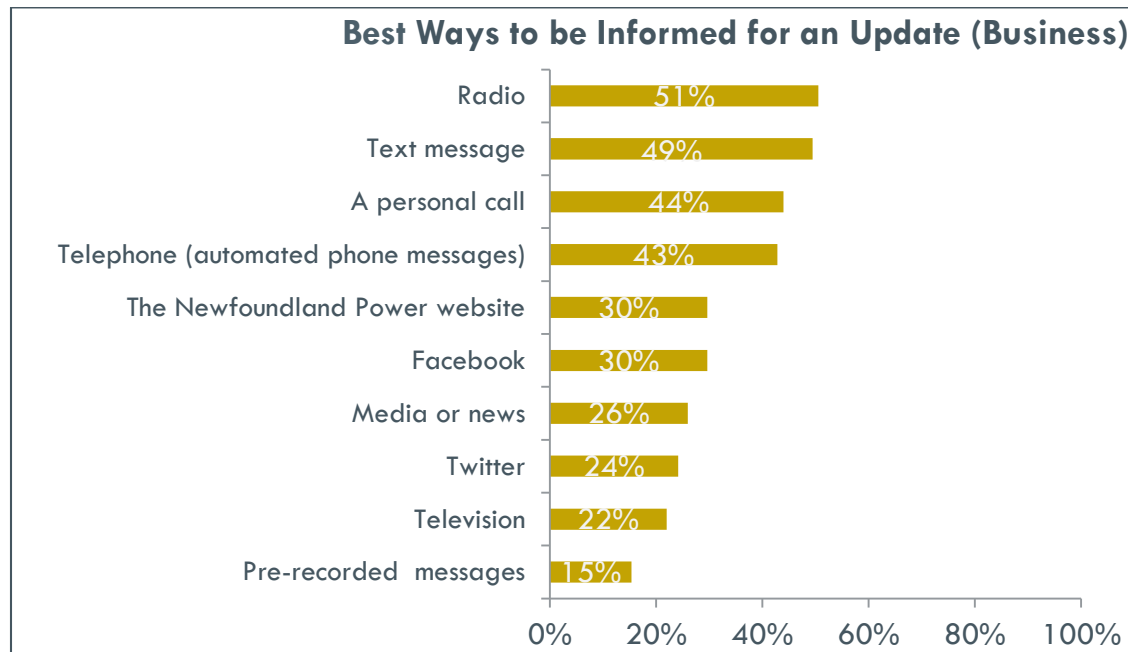 Best Ways to be Informed for an Update (Business)
Radio 51%
Text message 49%
A personal call 44%
Telephone (automated phone messages) 43%
The Newfoundland Power website 30%
Facebook 30%
Media or news 26%
Twitter 24%
Television 22%
Pre-recorded messages 15%
0% 20% 40% 60% 80% 100%